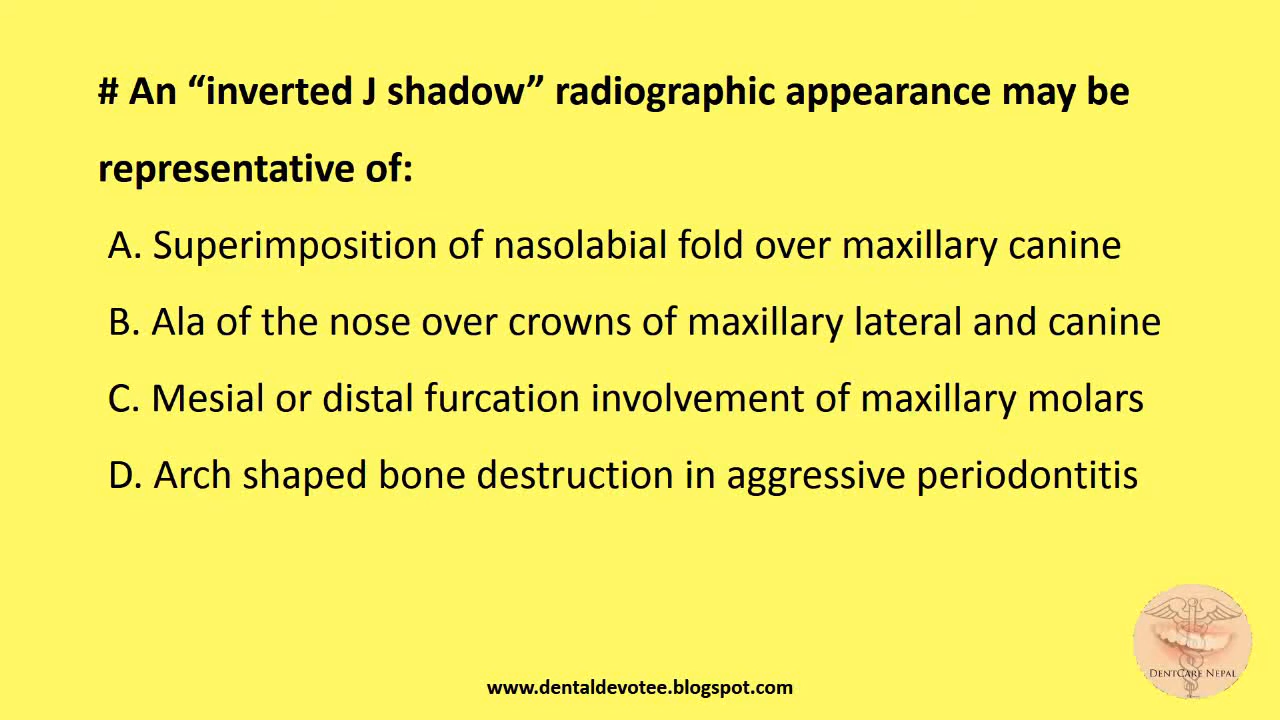 # An “inverted J shadow” radiographic appearance may be
representative of:
A. Superimposition of nasolabial fold over maxillary canine
B. Ala of the nose over crowns of maxillary lateral and canine
C. Mesial or distal furcation involvement of maxillary molars
D. Arch shaped bone destruction in aggressive periodontitis
DENTCARE NEPAL
www.dentaldevotee.blogspot.com